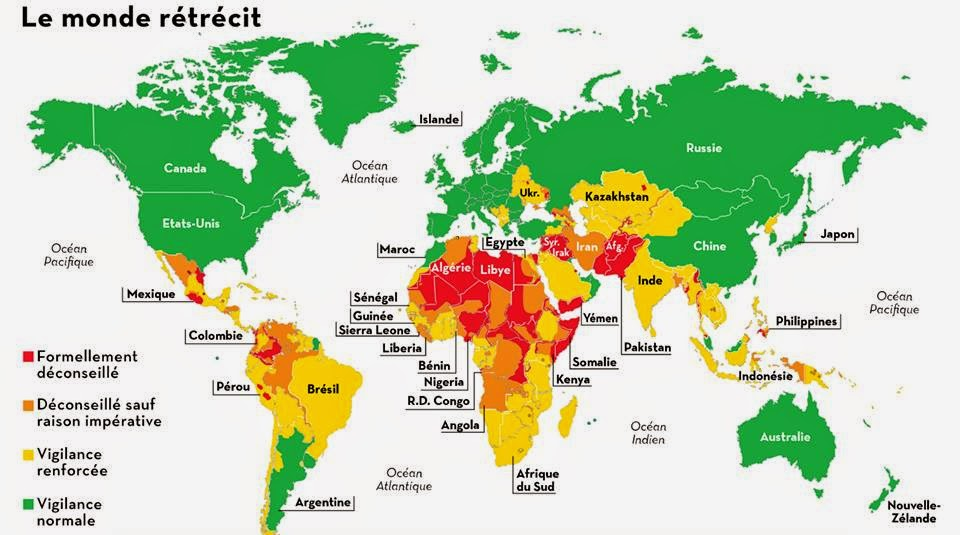 Le monde rétrécit
Islande
Océan
Atlantique
Canada
Russie
Etats-Unis
Ukr.
Kazakhstan
Océan
Pacifique
Maroc
Egypte
Syr.
Irak
Iran
Afg.
Chine
Japon
Algérie
Libye
Inde
Mexique
Sénégal
Guinée
Sierra Leone
Liberia
Yémen
Océan
Pacifique
Philippines
Colombie
Bénin
Nigeria
R.D. Congo
Angola
Somalie
Kenya
Pakistan
Indonésie
Pérou
Brésil
Océan
Indien
Australie
Océan
Atlantique
Afrique
du Sud
Argentine
Nouvelle-
Zélande
Formellement
déconseillé
Déconseillé sauf
raison impérative
Vigilance
renforcée
Vigilance
normale